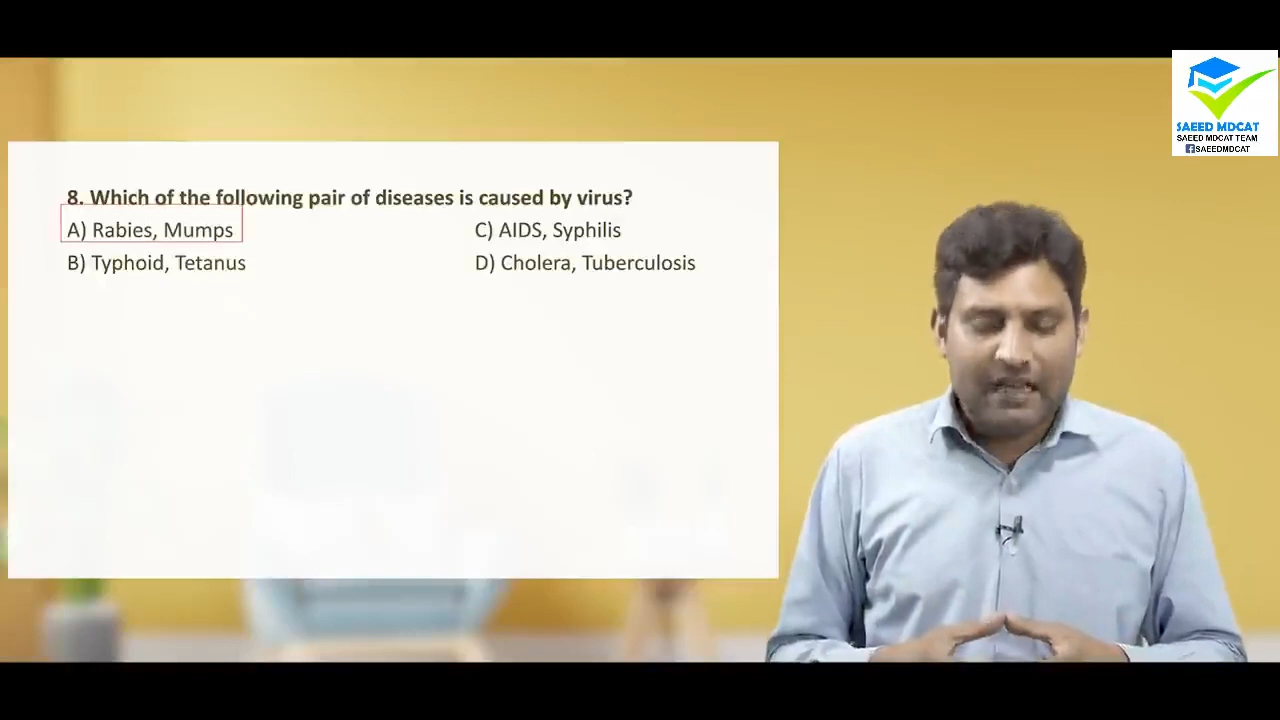 SAEED MDCAT
SAEED MDCAT TEAM
SAEEDMDCAT
8. Which of the following pair of diseases is caused by virus?
A) Rabies, Mumps
C) AIDS, Syphilis
B) Typhoid, Tetanus
D) Cholera, Tuberculosis